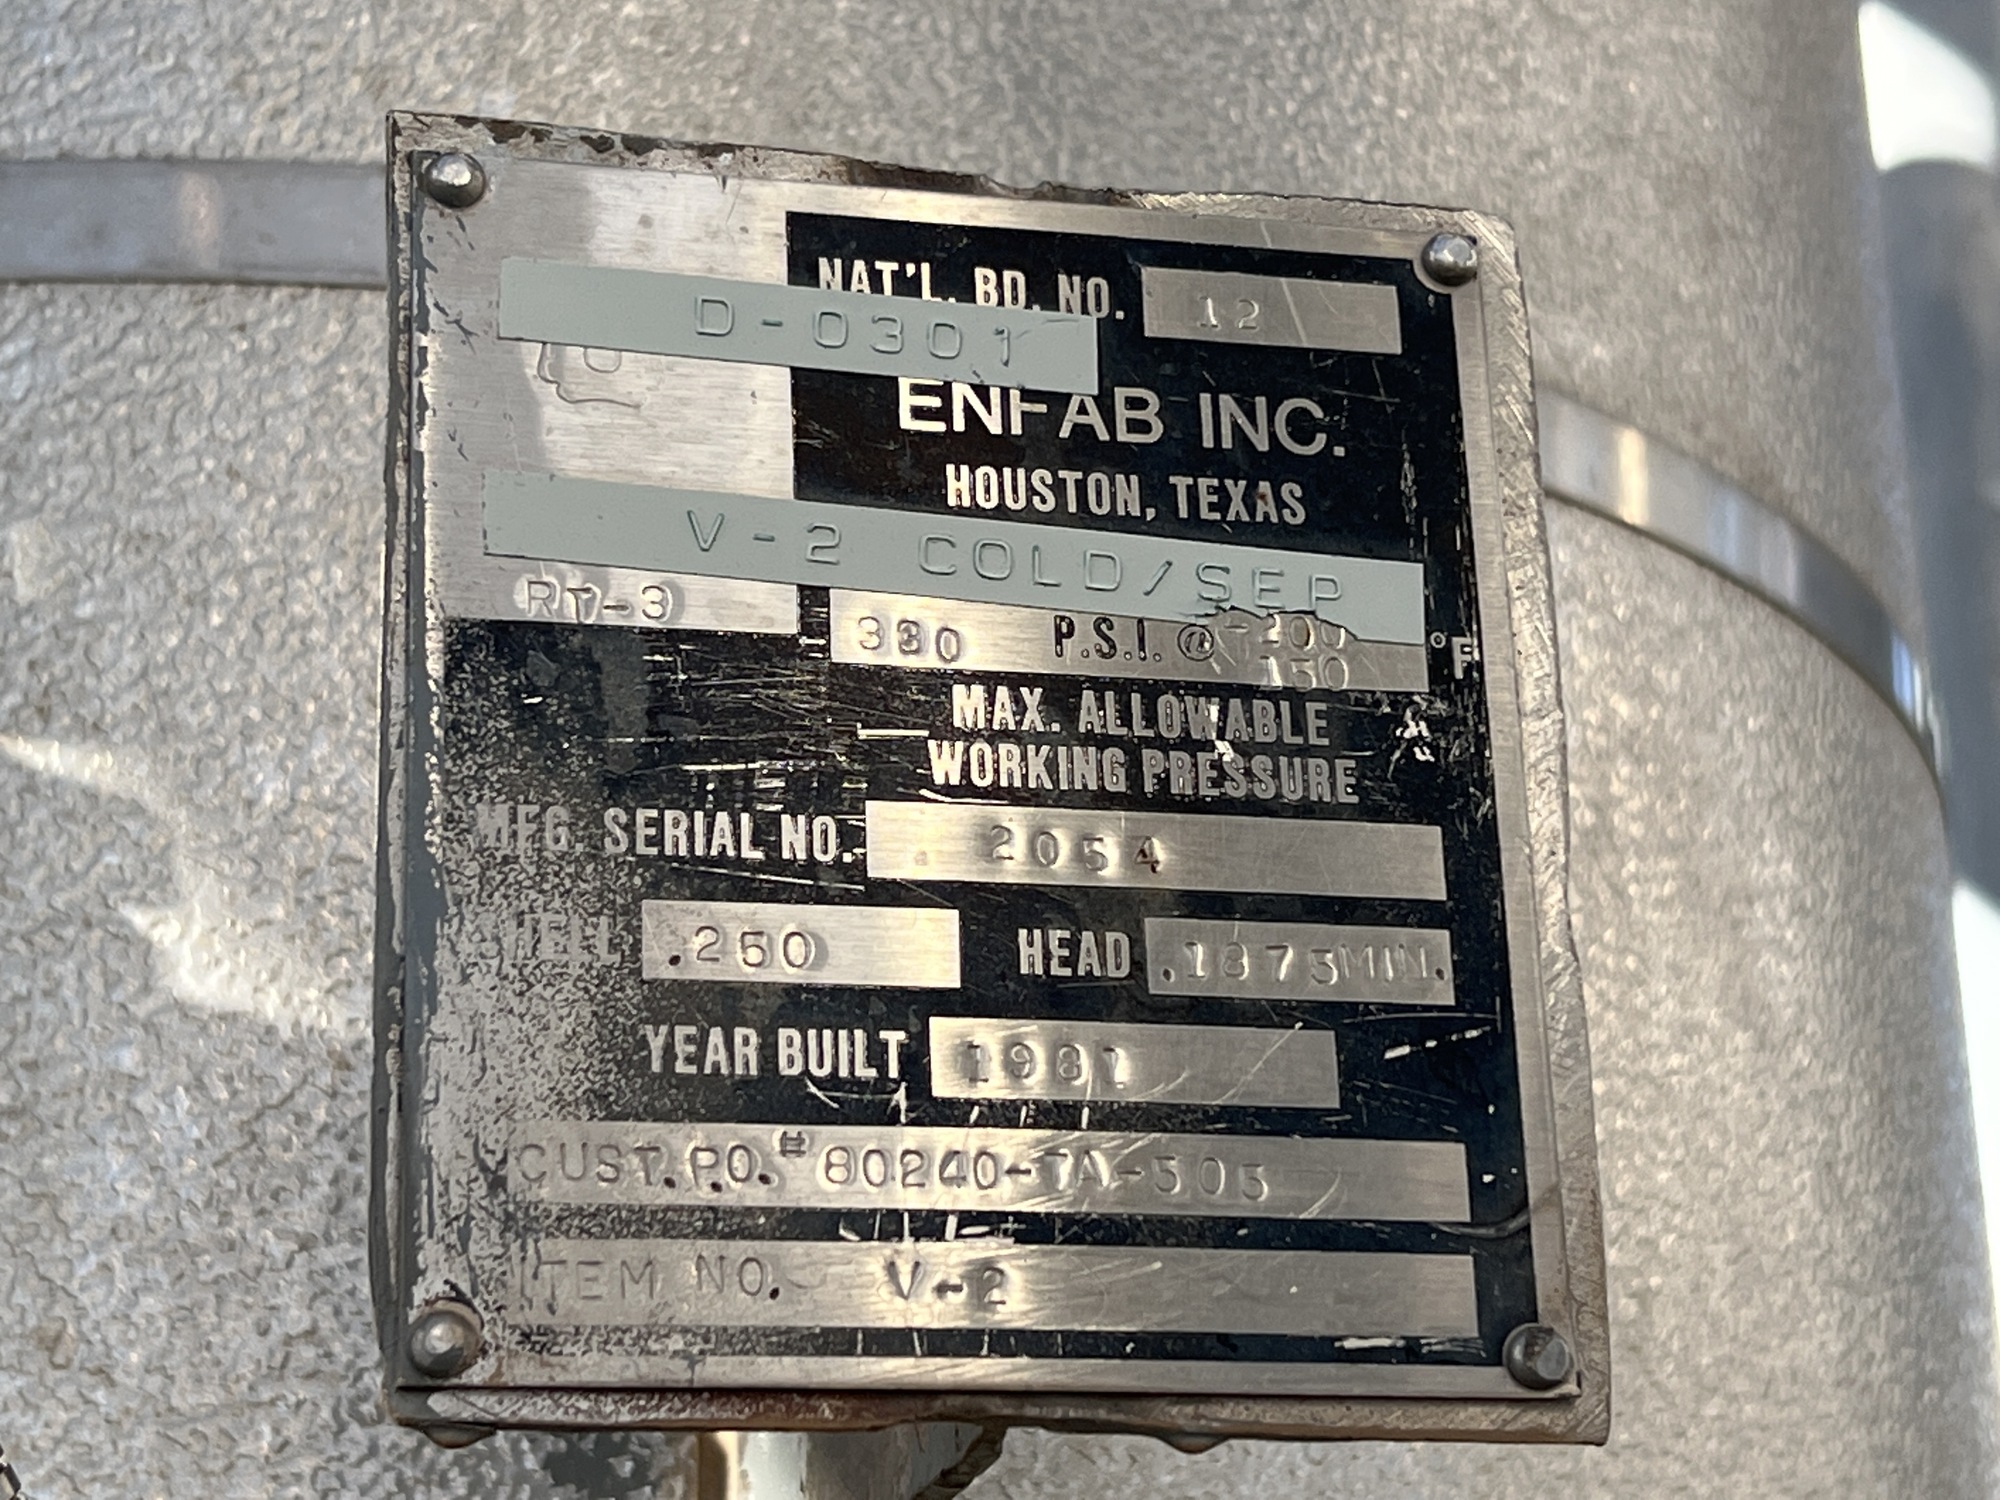 NAT'L. BD. NO. 12
D-0301
ENFAB INC.
HOUSTON, TEXAS
V-2 COLD/SEP
RT-3
330 P.S.I. @ -200 °F
150
MAX. ALLOWABLE
WORKING PRESSURE
MFG. SERIAL NO. 2054
SHELL .250 HEAD .1875MIN.
YEAR BUILT 1981
CUST.P.O.# 80240-TA-505
ITEM NO. V-2